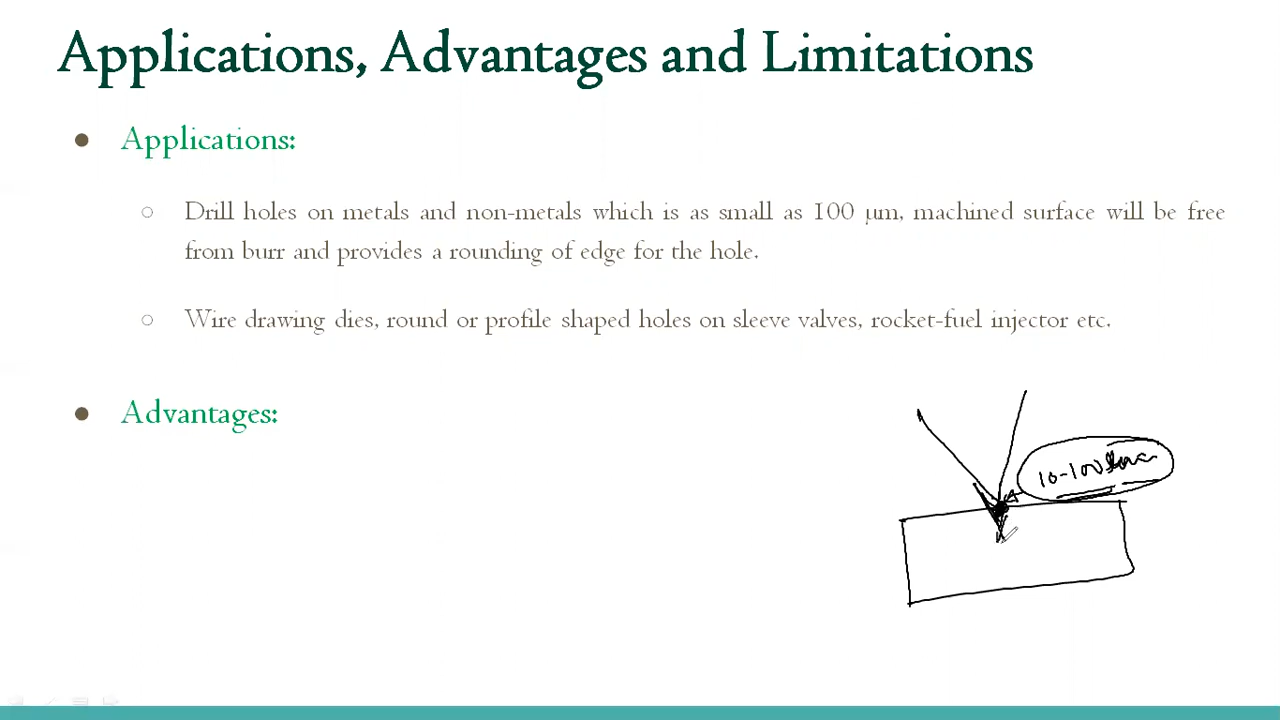 Applications, Advantages and Limitations
● Applications:
○ Drill holes on metals and non-metals which is as small as 100 µm, machined surface will be free
from burr and provides a rounding of edge for the hole.
○ Wire drawing dies, round or profile shaped holes on sleeve valves, rocket-fuel injector etc.
● Advantages:
10-100